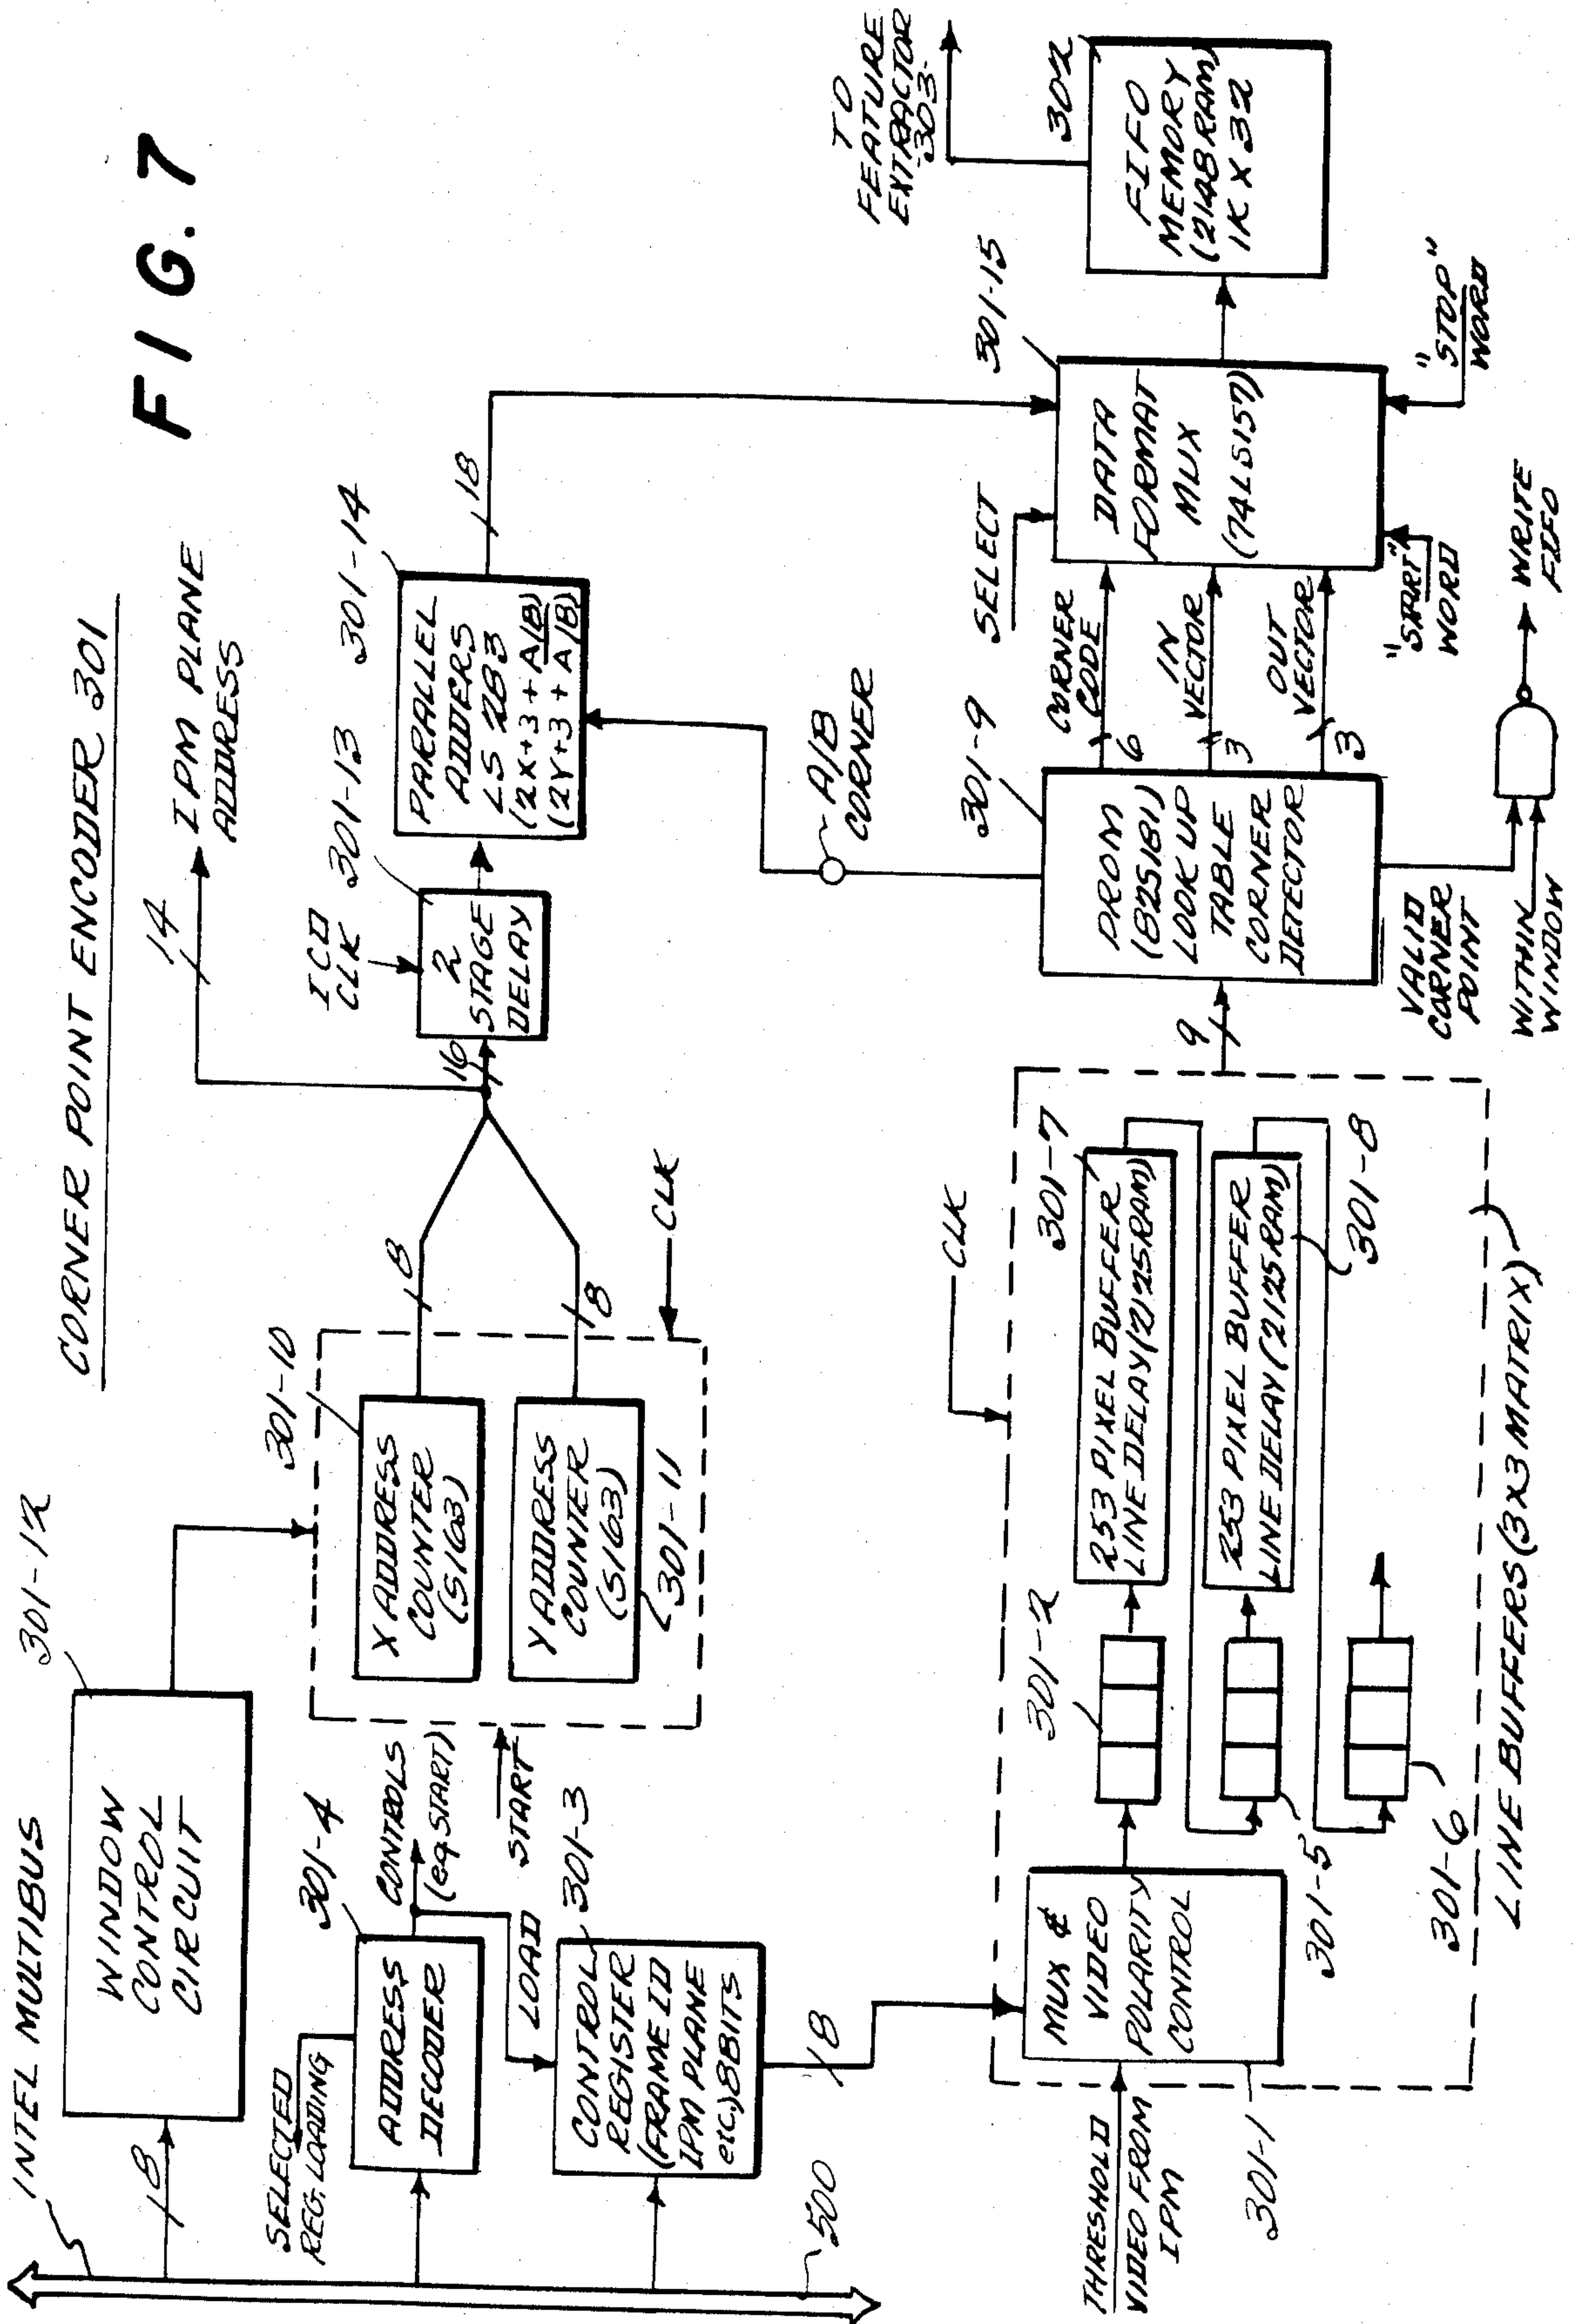 FIG. 7
CORNER POINT ENCODER 301
INTEL MULTIBUS
8
301-12
WINDOW
CONTROL
CIRCUIT
SELECTED
REG. LOADING
301-4
ADDRESS
DECODER
CONTROLS
(eg. START)
START
LOAD
301-3
CONTROL
REGISTER
(FRAME ID
IPM PLANE
etc.) 8 BITS
500
8
301-10
X ADDRESS
COUNTER
(S163)
Y ADDRESS
COUNTER
(S163)
301-11
8
8
CLK
16
14
IPM PLANE
ADDRESS
ICD
CLK
301-13
2
STAGE
DELAY
301-14
PARALLEL
ADDERS
LS 283
(2X+3+A/B)
(2Y+3+A/B)
18
A/B
CORNER
THRESHOLD
VIDEO FROM
IPM
301-1
MUX &
VIDEO
POLARITY
CONTROL
301-2
301-5
301-6
CLK
301-7
253 PIXEL BUFFER
LINE DELAY (2125 RAM)
253 PIXEL BUFFER
LINE DELAY (2125 RAM)
301-8
LINE BUFFERS (3X3 MATRIX)
9
301-9
PROM
(82S181)
LOOK UP
TABLE
CORNER
DETECTOR
CORNER
CODE
6
IN
VECTOR
3
OUT
VECTOR
3
VALID
CORNER
POINT
WITHIN
WINDOW
WRITE
FIFO
SELECT
301-15
DATA
FORMAT
MUX
(74LS157)
"START"
WORD
"STOP"
WORD
TO
FEATURE
EXTRACTOR
303
302
FIFO
MEMORY
(2148 RAM)
1K X 32